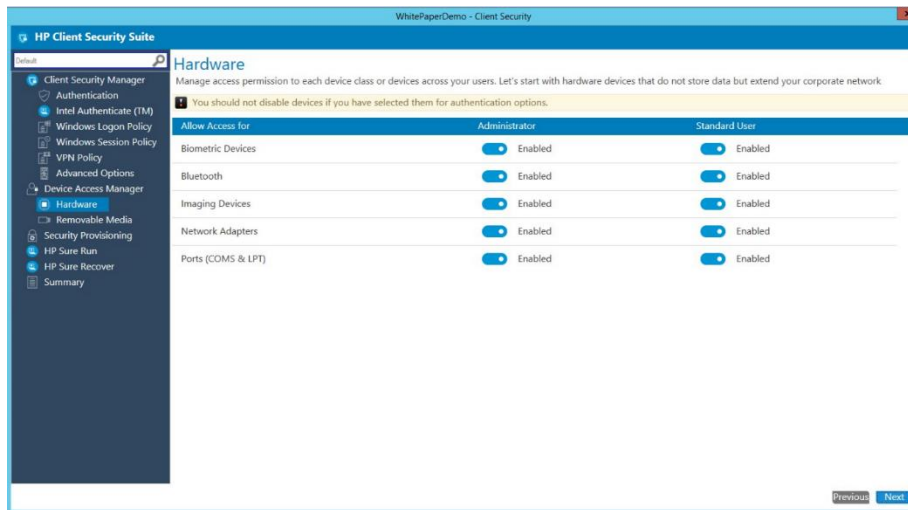 WhitePaperDemo - Client Security
HP Client Security Suite
Default
Client Security Manager
Authentication
Intel Authenticate (TM)
Windows Logon Policy
Windows Session Policy
VPN Policy
Advanced Options
Device Access Manager
Hardware
Removable Media
Security Provisioning
HP Sure Run
HP Sure Recover
Summary
Hardware
Manage access permission to each device class or devices across your users. Let's start with hardware devices that do not store data but extend your corporate network
You should not disable devices if you have selected them for authentication options.
Allow Access for Administrator Standard User
Biometric Devices Enabled Enabled
Bluetooth Enabled Enabled
Imaging Devices Enabled Enabled
Network Adapters Enabled Enabled
Ports (COMS & LPT) Enabled Enabled
Previous Next